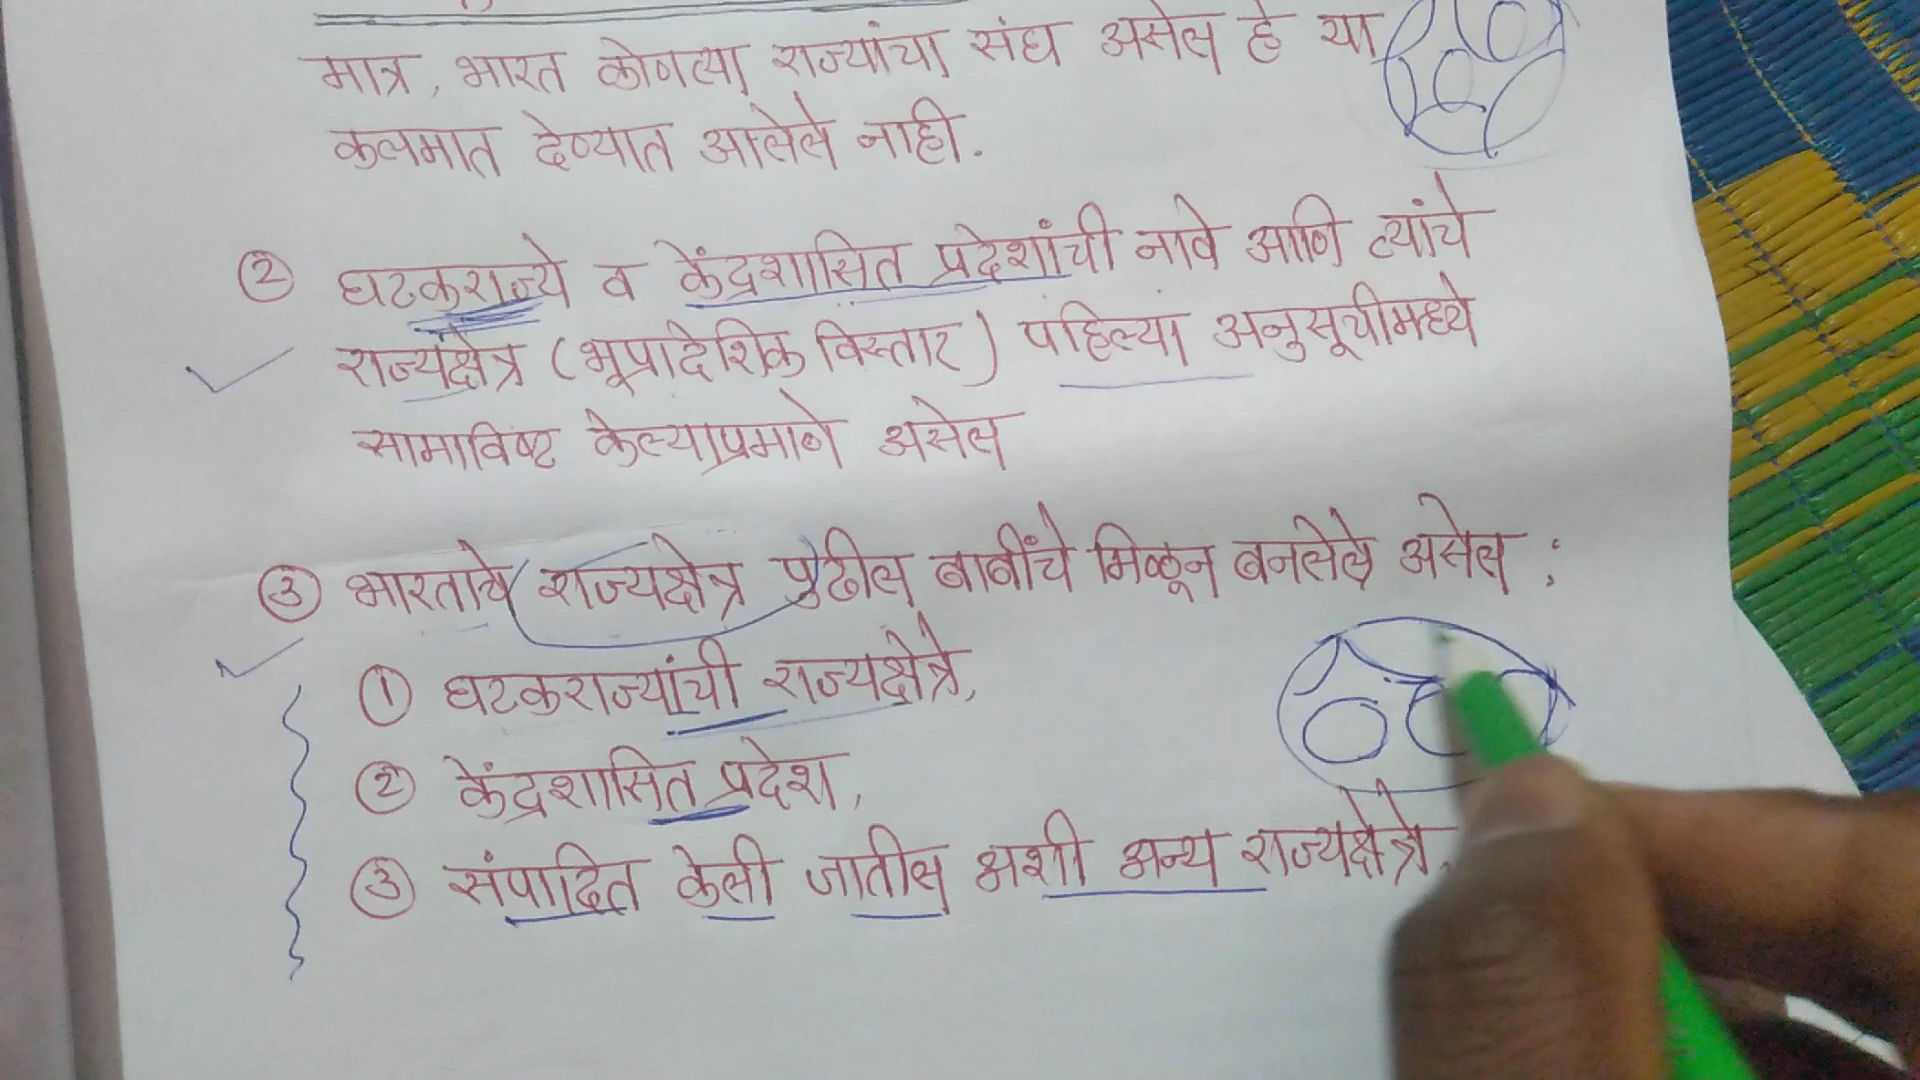 मात्र, भारत कोणत्या राज्यांचा संघ असेल हे या
कलमात देण्यात आलेले नाही.
② घटकराज्ये व केंद्रशासित प्रदेशांची नावे आणि त्यांचे
राज्यक्षेत्र (भूप्रादेशिक विस्तार) पहिल्या अनुसूचीमध्ये
सामाविष्ट केल्याप्रमाणे असेल
③ भारताचे राज्यक्षेत्र पुढील बाबींचे मिळून बनलेले असेल :
① घटकराज्यांची राज्यक्षेत्रे,
② केंद्रशासित प्रदेश,
③ संपादित केली जातील अशी अन्य राज्यक्षेत्रे.